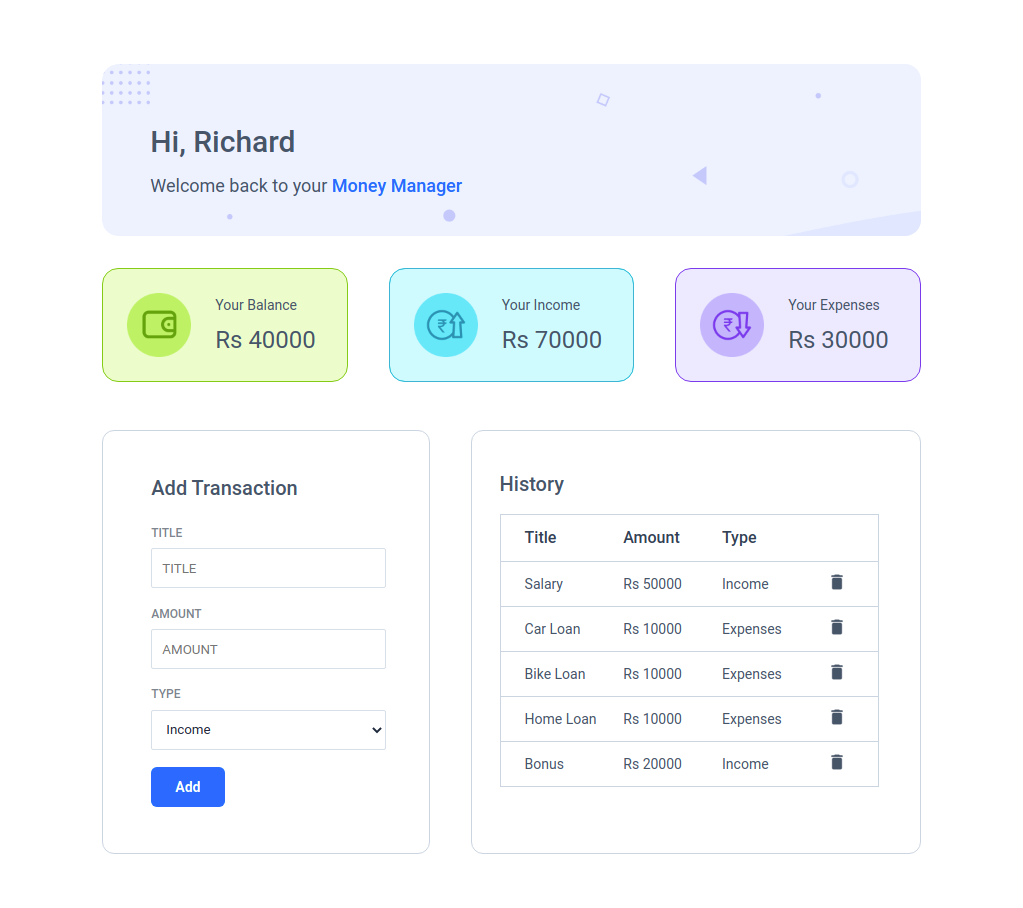 Hi, Richard
Welcome back to your Money Manager
Your Balance
Rs 40000
Your Income
Rs 70000
Your Expenses
Rs 30000
Add Transaction
TITLE
TITLE
AMOUNT
AMOUNT
TYPE
Income
Add
History
Title Amount Type
Salary Rs 50000 Income
Car Loan Rs 10000 Expenses
Bike Loan Rs 10000 Expenses
Home Loan Rs 10000 Expenses
Bonus Rs 20000 Income